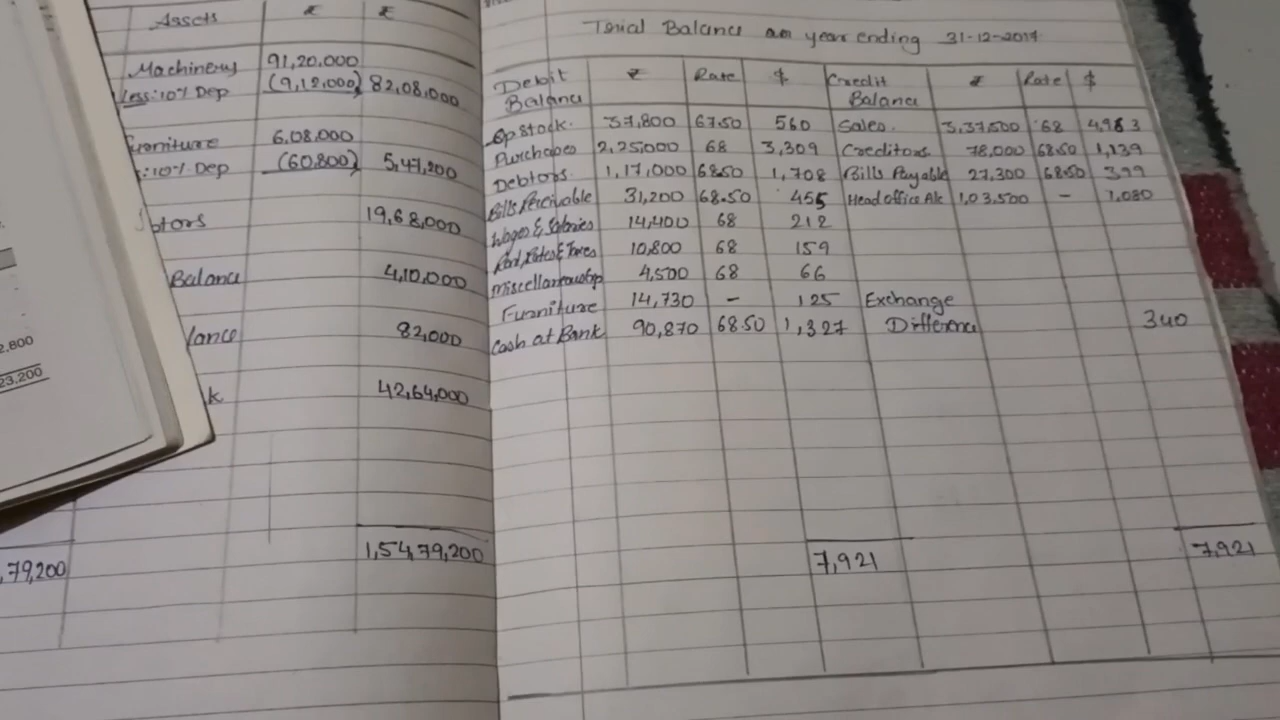 Assets ₹ ₹
Machinery 91,20,000
Less:10% Dep (9,12,000) 82,08,000
6,08,000
10% Dep (60,800) 5,47,200
19,68,000
Balance 4,10,000
82,000
42,64,000
1,54,79,200
,79,200
2,800
23,200
Trial Balance on year ending 31-12-2017
Debit Balance ₹ Rate $ Credit Balance ₹ Rate $
Op Stock. 37,800 67.50 560 Sales. 3,37,500 68 4,963
Purchases 2,25,000 68 3,309 Creditors 78,000 68.50 1,139
Debtors. 1,17,000 68.50 1,708 Bills Payable 27,300 68.50 399
Bills Receivable 31,200 68.50 455 Head office A/c 1,03,500 - 1,080
Wages & Salaries 14,400 68 212
Rent, Rates & Taxes 10,800 68 159
4,500 68 66
Furniture 14,730 - 125 Exchange
Cash at Bank 90,870 68.50 1,327 Difference 340
7,921 7,921